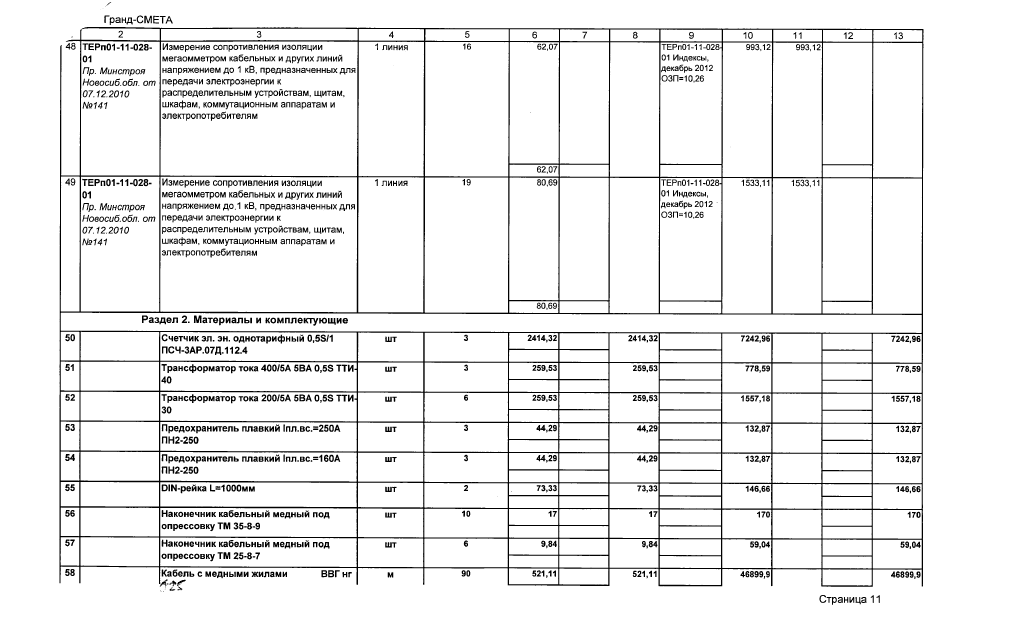 Гранд-СМЕТА
2 3 4 5 6 7 8 9 10 11 12 13
48 ТЕРп01-11-028- Измерение сопротивления изоляции 1 линия 16 62,07 ТЕРп01-11-028- 993,12 993,12
01 мегаомметром кабельных и других линий 01 Индексы,
Пр. Минстроя напряжением до 1 кВ, предназначенных для декабрь 2012
Новосиб.обл. от передачи электроэнергии к ОЗП=10,26
07.12.2010 распределительным устройствам, щитам,
№141 шкафам, коммутационным аппаратам и
электропотребителям
62,07
49 ТЕРп01-11-028- Измерение сопротивления изоляции 1 линия 19 80,69 ТЕРп01-11-028- 1533,11 1533,11
01 мегаомметром кабельных и других линий 01 Индексы,
Пр. Минстроя напряжением до 1 кВ, предназначенных для декабрь 2012
Новосиб.обл. от передачи электроэнергии к ОЗП=10,26
07.12.2010 распределительным устройствам, щитам,
№141 шкафам, коммутационным аппаратам и
электропотребителям
80,69
Раздел 2. Материалы и комплектующие
50 Счетчик эл. эн. однотарифный 0,5S/1 шт 3 2414,32 2414,32 7242,96 7242,96
ПСЧ-3АР.07Д.112.4
51 Трансформатор тока 400/5А 5ВА 0,5S ТТИ- шт 3 259,53 259,53 778,59 778,59
40
52 Трансформатор тока 200/5А 5ВА 0,5S ТТИ- шт 6 259,53 259,53 1557,18 1557,18
30
53 Предохранитель плавкий Iпл.вс.=250А шт 3 44,29 44,29 132,87 132,87
ПН2-250
54 Предохранитель плавкий Iпл.вс.=160А шт 3 44,29 44,29 132,87 132,87
ПН2-250
55 DIN-рейка L=1000мм шт 2 73,33 73,33 146,66 146,66
56 Наконечник кабельный медный под шт 10 17 17 170 170
опрессовку ТМ 35-8-9
57 Наконечник кабельный медный под шт 6 9,84 9,84 59,04 59,04
опрессовку ТМ 25-8-7
58 Кабель с медными жилами ВВГ нг м 90 521,11 521,11 46899,9 46899,9
Страница 11